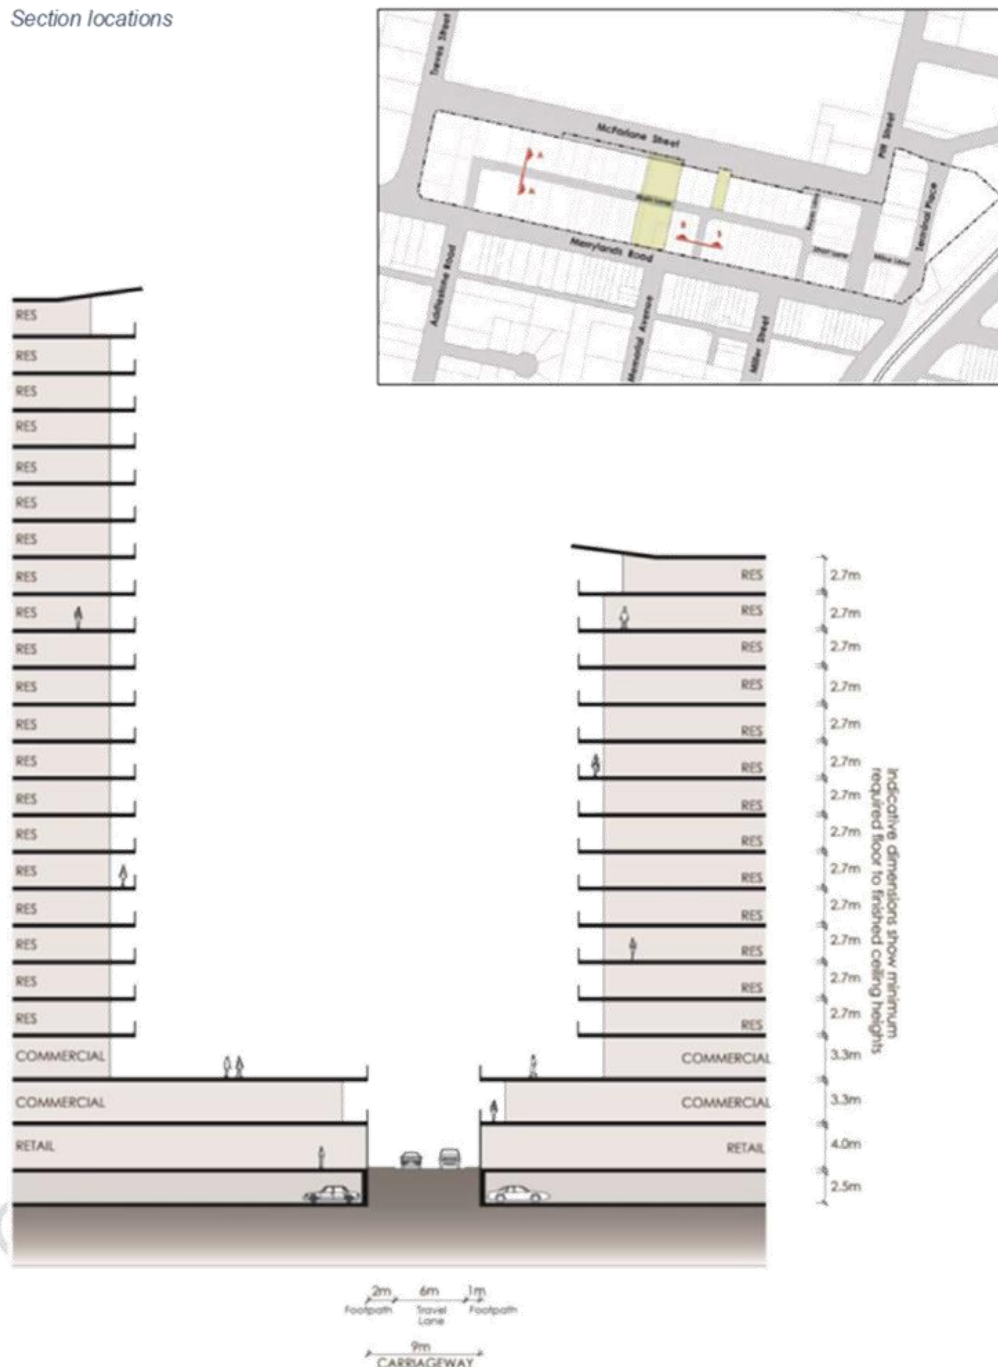 Section locations
Treves Street
McFarlane Street
Pitt Street
Terminal Place
A
A
B
Merrylands Road
Addlestone Road
Memorial Avenue
Miller Street
RES
RES
RES
RES
RES
RES
RES
RES RES 2.7m
RES RES 2.7m
RES RES 2.7m
RES RES 2.7m
RES RES 2.7m
RES RES 2.7m
RES RES 2.7m
RES RES 2.7m
RES RES 2.7m
RES RES 2.7m
RES RES 2.7m
RES RES 2.7m
RES RES 2.7m
COMMERCIAL COMMERCIAL 3.3m
COMMERCIAL COMMERCIAL 3.3m
RETAIL RETAIL 4.0m
2.5m
Indicative dimensions show minimum
required floor to finished ceiling heights
2m 6m 1m
Footpath Travel Footpath
Lane
9m
CARRIAGEWAY